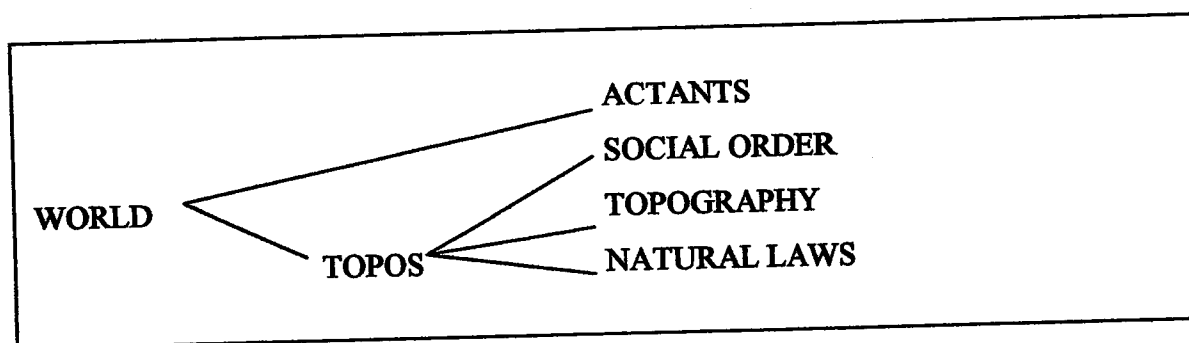 ACTANTS
SOCIAL ORDER
WORLD
TOPOGRAPHY
TOPOS
NATURAL LAWS